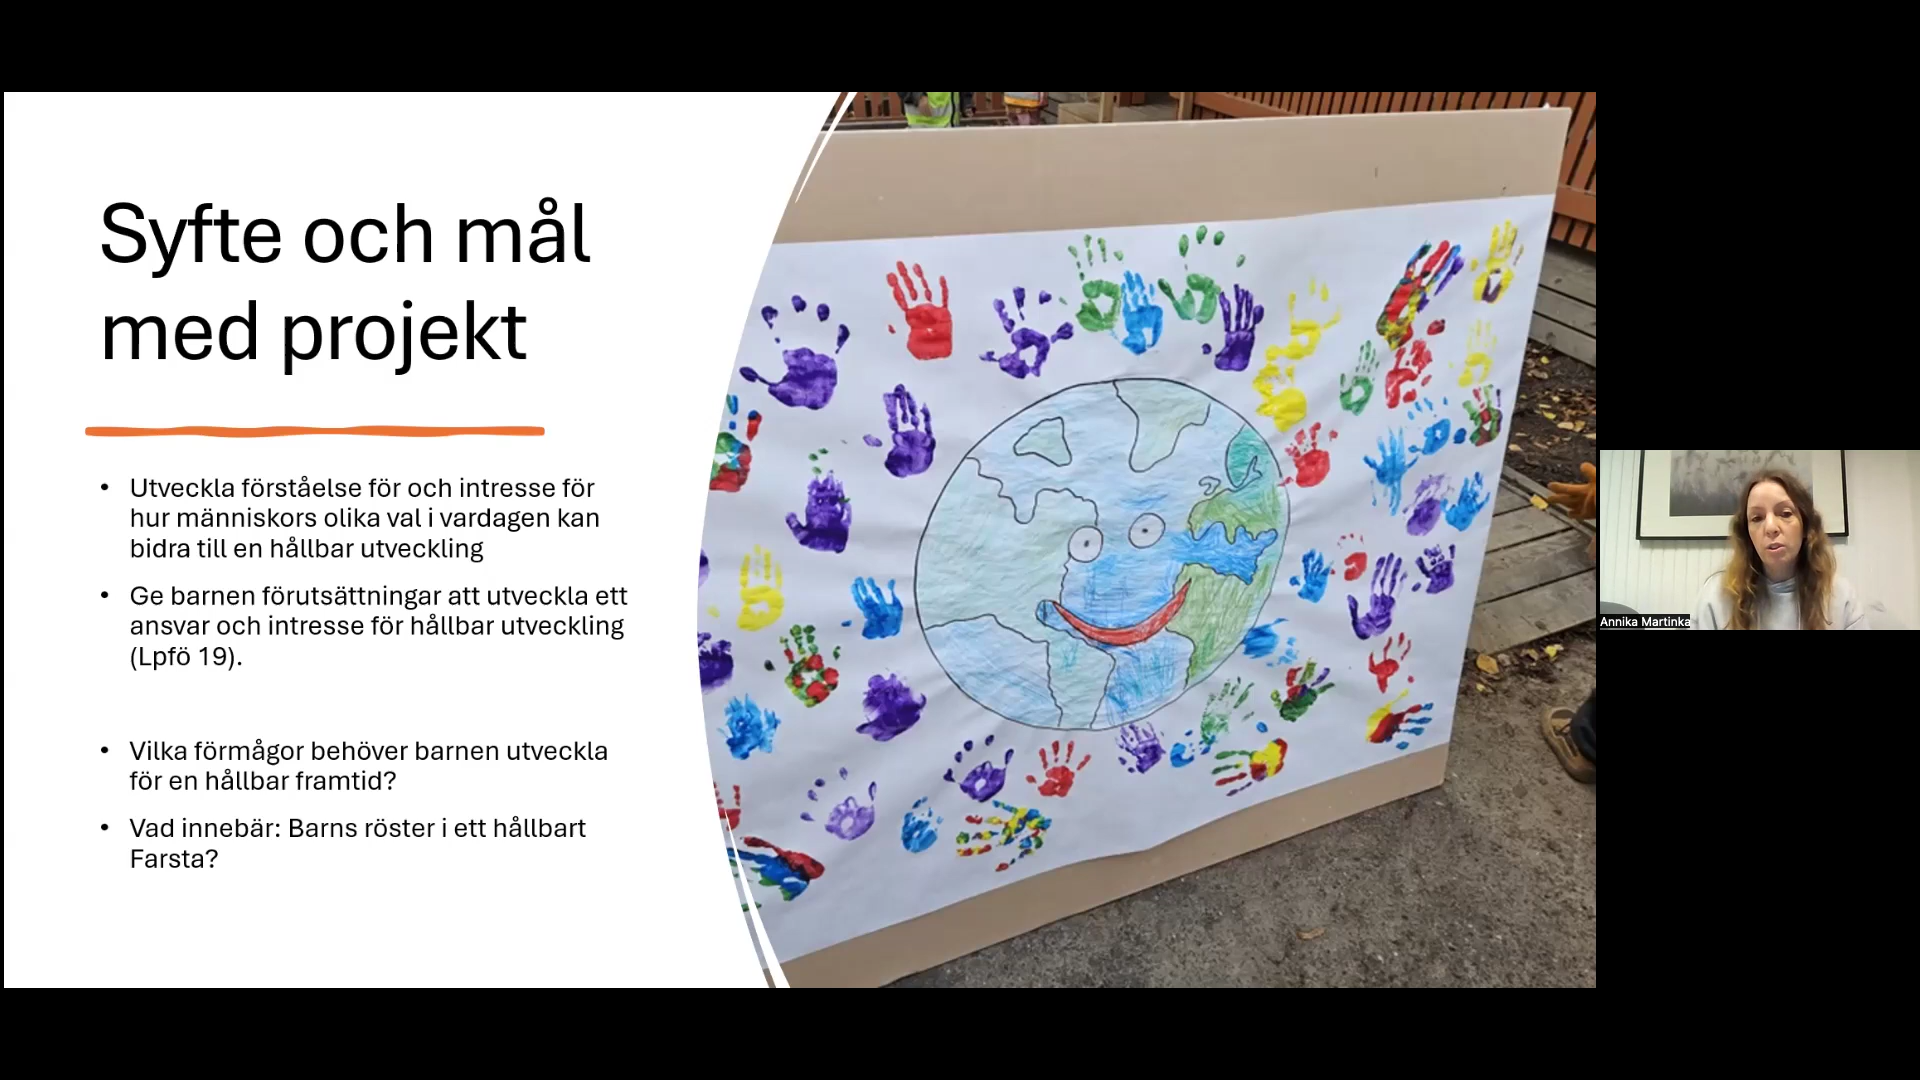 Syfte och mål
med projekt
• Utveckla förståelse för och intresse för
hur människors olika val i vardagen kan
bidra till en hållbar utveckling
• Ge barnen förutsättningar att utveckla ett
ansvar och intresse för hållbar utveckling
(Lpfö 19).
• Vilka förmågor behöver barnen utveckla
för en hållbar framtid?
• Vad innebär: Barns röster i ett hållbart
Farsta?
Annika Martinka